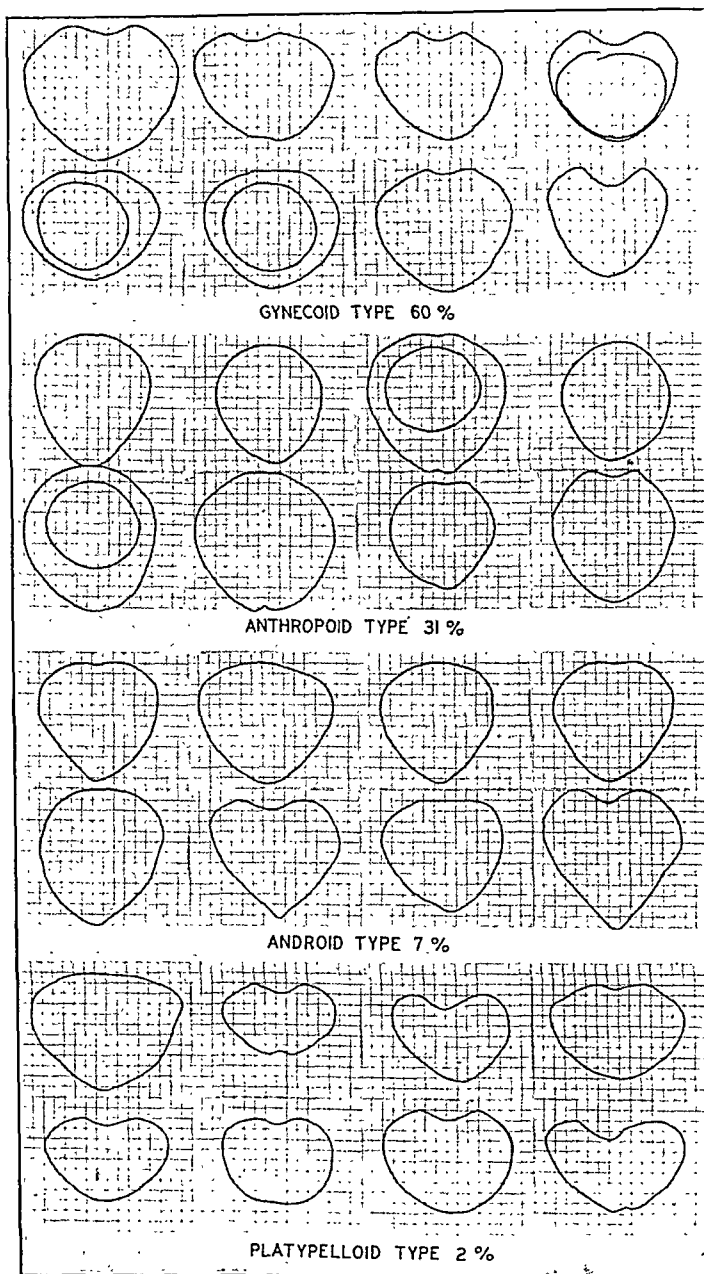 GYNECOID TYPE 60 %
ANTHROPOID TYPE 31 %
ANDROID TYPE 7 %
PLATYPELLOID TYPE 2 %